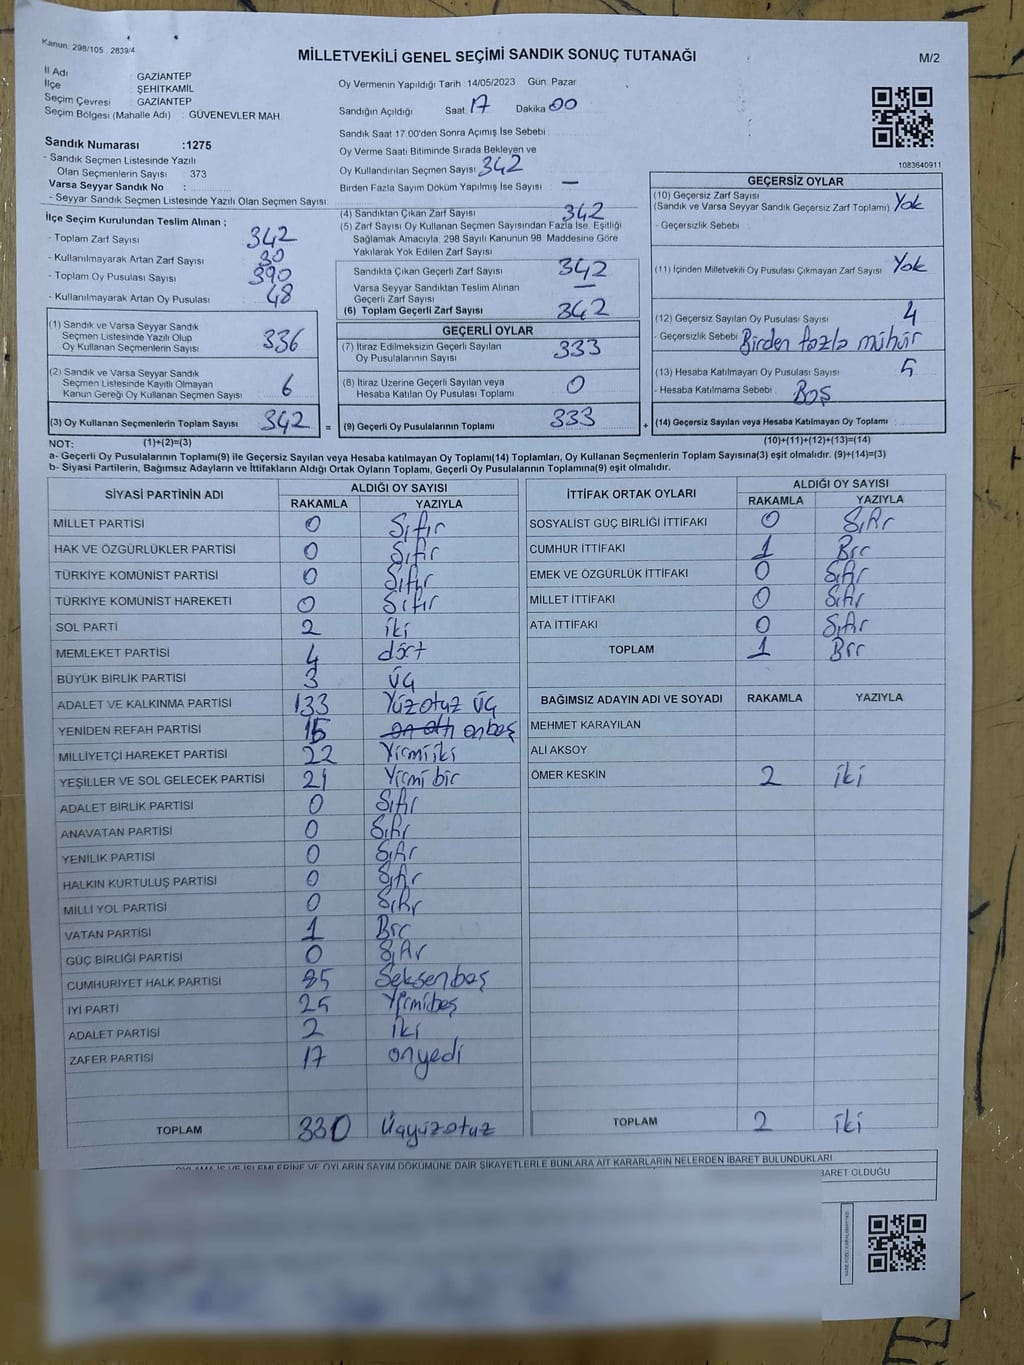 Kanun: 298/105, 2839/4
MİLLETVEKİLİ GENEL SEÇİMİ SANDIK SONUÇ TUTANAĞI
M/2
İl Adı : GAZİANTEP
İlçe : ŞEHİTKAMİL
Seçim Çevresi : GAZİANTEP
Seçim Bölgesi (Mahalle Adı) : GÜVENEVLER MAH.
Oy Vermenin Yapıldığı Tarih : 14/05/2023 Gün: Pazar
Sandığın Açıldığı Saat: 17 Dakika 00
Sandık Saat 17:00'den Sonra Açımış İse Sebebi :
Oy Verme Saati Bitiminde Sırada Bekleyen ve
Oy Kullandırılan Seçmen Sayısı : 342
Birden Fazla Sayım Döküm Yapılmış İse Sayısı : —
1083640911
Sandık Numarası :1275
- Sandık Seçmen Listesinde Yazılı
Olan Seçmenlerin Sayısı : 373
Varsa Seyyar Sandık No :
- Seyyar Sandık Seçmen Listesinde Yazılı Olan Seçmen Sayısı:
İlçe Seçim Kurulundan Teslim Alınan ;
- Toplam Zarf Sayısı 342
- Kullanılmayarak Artan Zarf Sayısı 30
- Toplam Oy Pusulası Sayısı 390
- Kullanılmayarak Artan Oy Pusulası 48
(1) Sandık ve Varsa Seyyar Sandık
Seçmen Listesinde Yazılı Olup
Oy Kullanan Seçmenlerin Sayısı 336
(2) Sandık ve Varsa Seyyar Sandık
Seçmen Listesinde Kayıtlı Olmayan
Kanun Gereği Oy Kullanan Seçmen Sayısı 6
(3) Oy Kullanan Seçmenlerin Toplam Sayısı 342 =
(4) Sandıktan Çıkan Zarf Sayısı 342
(5) Zarf Sayısı Oy Kullanan Seçmen Sayısından Fazla İse, Eşitliği
Sağlamak Amacıyla, 298 Sayılı Kanunun 98. Maddesine Göre
Yakılarak Yok Edilen Zarf Sayısı
Sandıkta Çıkan Geçerli Zarf Sayısı 342
Varsa Seyyar Sandıktan Teslim Alınan
Geçerli Zarf Sayısı —
(6) Toplam Geçerli Zarf Sayısı 342
GEÇERLİ OYLAR
(7) İtiraz Edilmeksizin Geçerli Sayılan
Oy Pusulalarının Sayısı 333
(8) İtiraz Üzerine Geçerli Sayılan veya
Hesaba Katılan Oy Pusulası Toplamı 0
(9) Geçerli Oy Pusulalarının Toplamı 333 +
GEÇERSİZ OYLAR
(10) Geçersiz Zarf Sayısı
(Sandık ve Varsa Seyyar Sandık Geçersiz Zarf Toplamı) Yok
- Geçersizlik Sebebi :
(11) İçinden Milletvekili Oy Pusulası Çıkmayan Zarf Sayısı Yok
(12) Geçersiz Sayılan Oy Pusulası Sayısı 4
- Geçersizlik Sebebi Birden fazla mühür
(13) Hesaba Katılmayan Oy Pusulası Sayısı 5
- Hesaba Katılmama Sebebi : Boş
(14) Geçersiz Sayılan veya Hesaba Katılmayan Oy Toplamı :
NOT: (1)+(2)=(3) (10)+(11)+(12)+(13)=(14)
a- Geçerli Oy Pusulalarının Toplamı(9) ile Geçersiz Sayılan veya Hesaba katılmayan Oy Toplamı(14) Toplamları, Oy Kullanan Seçmenlerin Toplam Sayısına(3) eşit olmalıdır. (9)+(14)=(3)
b- Siyasi Partilerin, Bağımsız Adayların ve İttifakların Aldığı Ortak Oyların Toplamı, Geçerli Oy Pusulalarının Toplamına(9) eşit olmalıdır.
SİYASİ PARTİNİN ADI ALDIĞI OY SAYISI
RAKAMLA YAZIYLA
MİLLET PARTİSİ 0 Sıfır
HAK VE ÖZGÜRLÜKLER PARTİSİ 0 Sıfır
TÜRKİYE KOMÜNİST PARTİSİ 0 Sıfır
TÜRKİYE KOMÜNİST HAREKETİ 0 Sıfır
SOL PARTİ 2 iki
MEMLEKET PARTİSİ 4 dört
BÜYÜK BİRLİK PARTİSİ 3 üç
ADALET VE KALKINMA PARTİSİ 133 Yüzotuz üç
YENİDEN REFAH PARTİSİ 15 on altı onbeş
MİLLİYETÇİ HAREKET PARTİSİ 22 Yirmi iki
YEŞİLLER VE SOL GELECEK PARTİSİ 21 Yirmi bir
ADALET BİRLİK PARTİSİ 0 Sıfır
ANAVATAN PARTİSİ 0 Sıfır
YENİLİK PARTİSİ 0 Sıfır
HALKIN KURTULUŞ PARTİSİ 0 Sıfır
MİLLİ YOL PARTİSİ 0 Sıfır
VATAN PARTİSİ 1 Bir
GÜÇ BİRLİĞİ PARTİSİ 0 Sıfır
CUMHURİYET HALK PARTİSİ 85 Seksenbeş
İYİ PARTİ 25 Yirmibeş
ADALET PARTİSİ 2 iki
ZAFER PARTİSİ 17 onyedi
TOPLAM 330 Üçyüzotuz
İTTİFAK ORTAK OYLARI ALDIĞI OY SAYISI
RAKAMLA YAZIYLA
SOSYALİST GÜÇ BİRLİĞİ İTTİFAKI 0 Sıfır
CUMHUR İTTİFAKI 1 Bir
EMEK VE ÖZGÜRLÜK İTTİFAKI 0 Sıfır
MİLLET İTTİFAKI 0 Sıfır
ATA İTTİFAKI 0 Sıfır
TOPLAM 1 Bir
BAĞIMSIZ ADAYIN ADI VE SOYADI RAKAMLA YAZIYLA
MEHMET KARAYILAN
ALİ AKSOY
ÖMER KESKİN 2 iki
TOPLAM 2 iki
OYLAMA İŞ VE İŞLEMLERİNE VE OYLARIN SAYIM DÖKÜMÜNE DAİR ŞİKAYETLERLE BUNLARA AİT KARARLARIN NELERDEN İBARET BULUNDUKLARI
BARET OLDUĞU